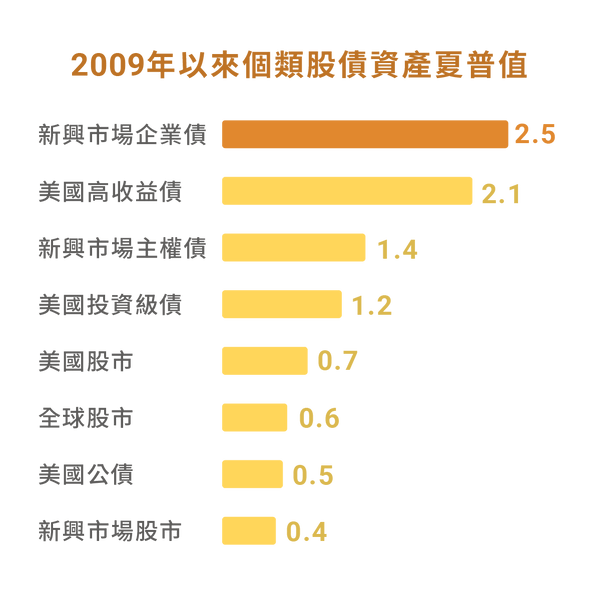 2009年以來個類股債資產夏普值
新興市場企業債 2.5
美國高收益債 2.1
新興市場主權債 1.4
美國投資級債 1.2
美國股市 0.7
全球股市 0.6
美國公債 0.5
新興市場股市 0.4